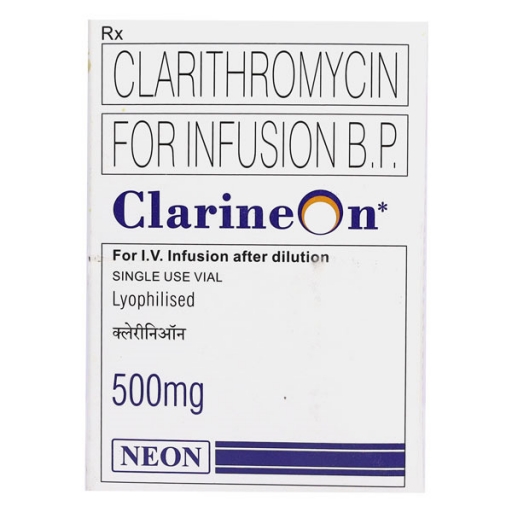 Rx
CLARITHROMYCIN
FOR INFUSION B.P.
ClarineOn*
For I.V. Infusion after dilution
SINGLE USE VIAL
Lyophilised
क्लेरीनिऑन
500mg
NEON